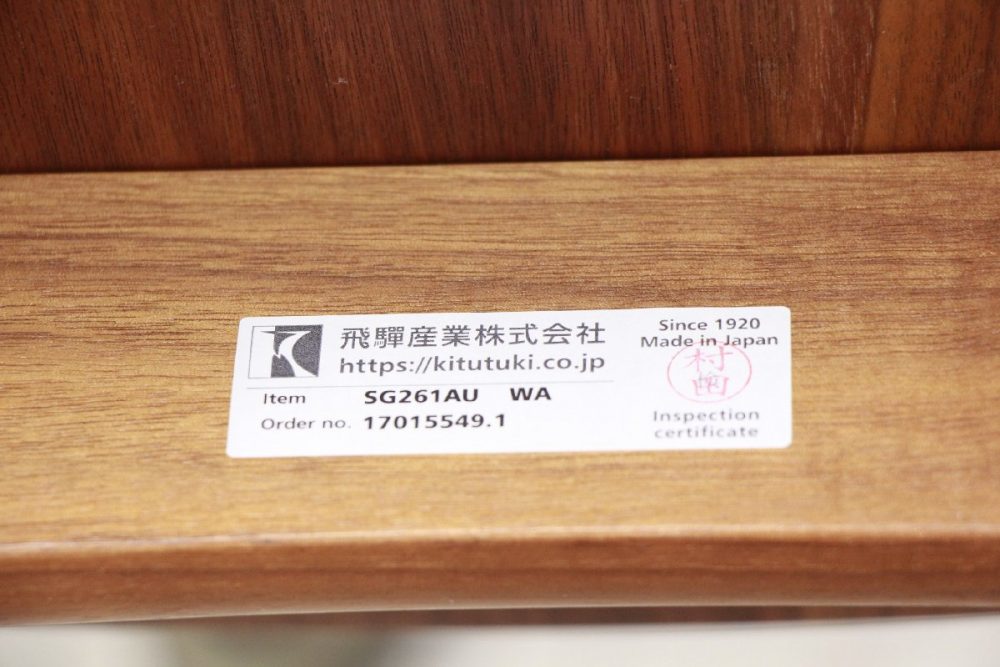 飛驒産業株式会社
https://kitutuki.co.jp
Item SG261AU WA
Order no. 17015549.1
Since 1920
Made in Japan
Inspection
certificate